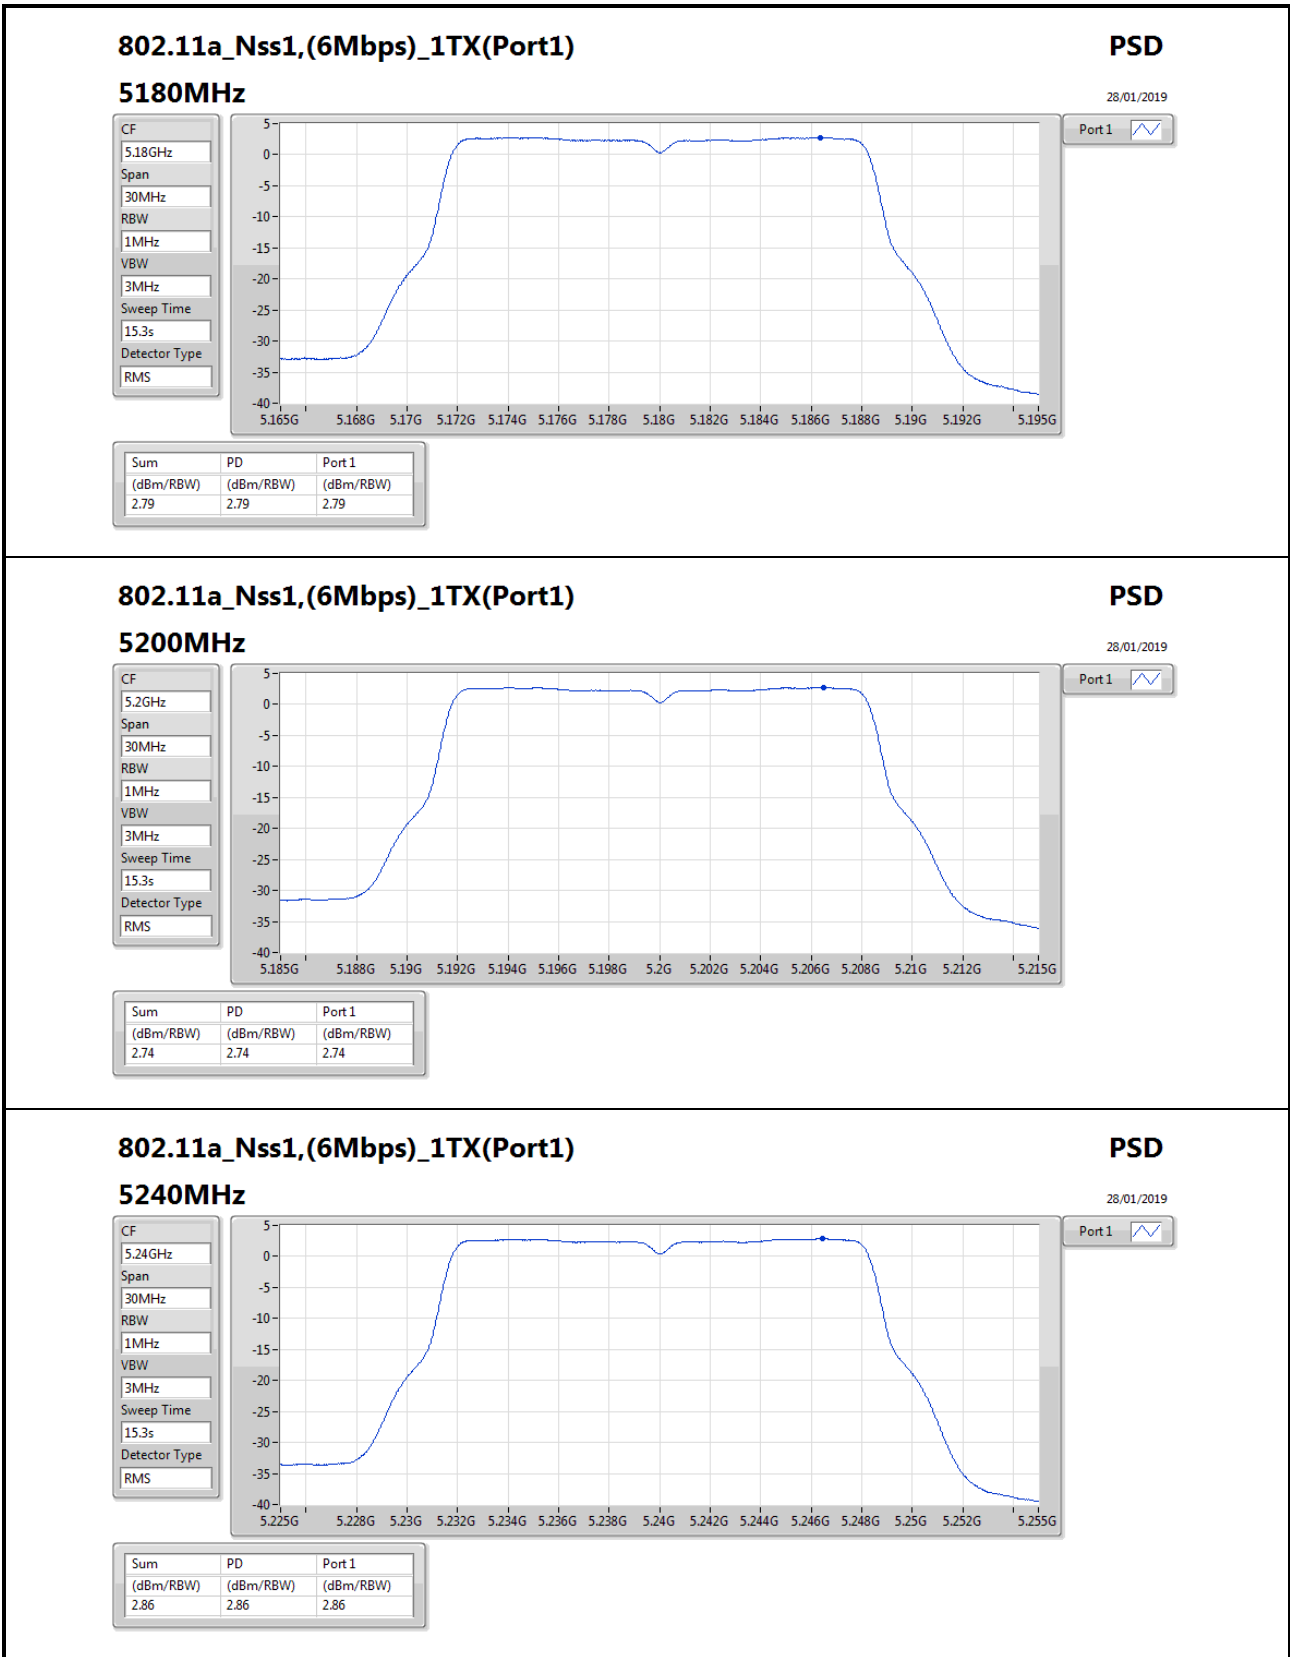 802.11a_Nss1,(6Mbps)_1TX(Port1) PSD
5180MHz 28/01/2019
CF
5.18GHz
Span
30MHz
RBW
1MHz
VBW
3MHz
Sweep Time
15.3s
Detector Type
RMS
5
0
-5
-10
-15
-20
-25
-30
-35
-40
5.165G 5.168G 5.17G 5.172G 5.174G 5.176G 5.178G 5.18G 5.182G 5.184G 5.186G 5.188G 5.19G 5.192G 5.195G
Port 1
Sum PD Port 1
(dBm/RBW) (dBm/RBW) (dBm/RBW)
2.79 2.79 2.79
802.11a_Nss1,(6Mbps)_1TX(Port1) PSD
5200MHz 28/01/2019
CF
5.2GHz
Span
30MHz
RBW
1MHz
VBW
3MHz
Sweep Time
15.3s
Detector Type
RMS
5
0
-5
-10
-15
-20
-25
-30
-35
-40
5.185G 5.188G 5.19G 5.192G 5.194G 5.196G 5.198G 5.2G 5.202G 5.204G 5.206G 5.208G 5.21G 5.212G 5.215G
Port 1
Sum PD Port 1
(dBm/RBW) (dBm/RBW) (dBm/RBW)
2.74 2.74 2.74
802.11a_Nss1,(6Mbps)_1TX(Port1) PSD
5240MHz 28/01/2019
CF
5.24GHz
Span
30MHz
RBW
1MHz
VBW
3MHz
Sweep Time
15.3s
Detector Type
RMS
5
0
-5
-10
-15
-20
-25
-30
-35
-40
5.225G 5.228G 5.23G 5.232G 5.234G 5.236G 5.238G 5.24G 5.242G 5.244G 5.246G 5.248G 5.25G 5.252G 5.255G
Port 1
Sum PD Port 1
(dBm/RBW) (dBm/RBW) (dBm/RBW)
2.86 2.86 2.86